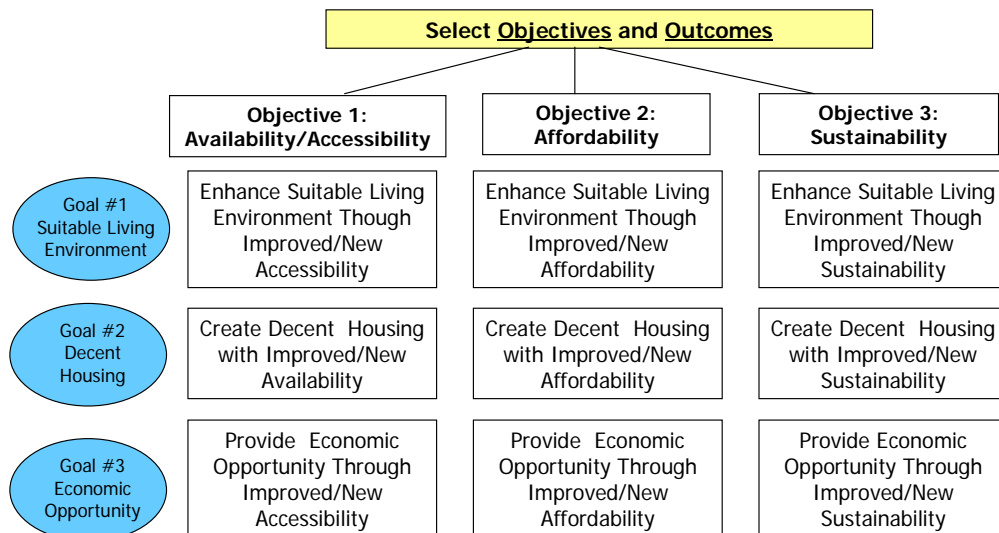 Select Objectives and Outcomes
Objective 1:
Availability/Accessibility
Objective 2:
Affordability
Objective 3:
Sustainability
Goal #1
Suitable Living
Environment
Enhance Suitable Living
Environment Though
Improved/New
Accessibility
Enhance Suitable Living
Environment Though
Improved/New
Affordability
Enhance Suitable Living
Environment Though
Improved/New
Sustainability
Goal #2
Decent
Housing
Create Decent Housing
with Improved/New
Availability
Create Decent Housing
with Improved/New
Affordability
Create Decent Housing
with Improved/New
Sustainability
Goal #3
Economic
Opportunity
Provide Economic
Opportunity Through
Improved/New
Accessibility
Provide Economic
Opportunity Through
Improved/New
Affordability
Provide Economic
Opportunity Through
Improved/New
Sustainability